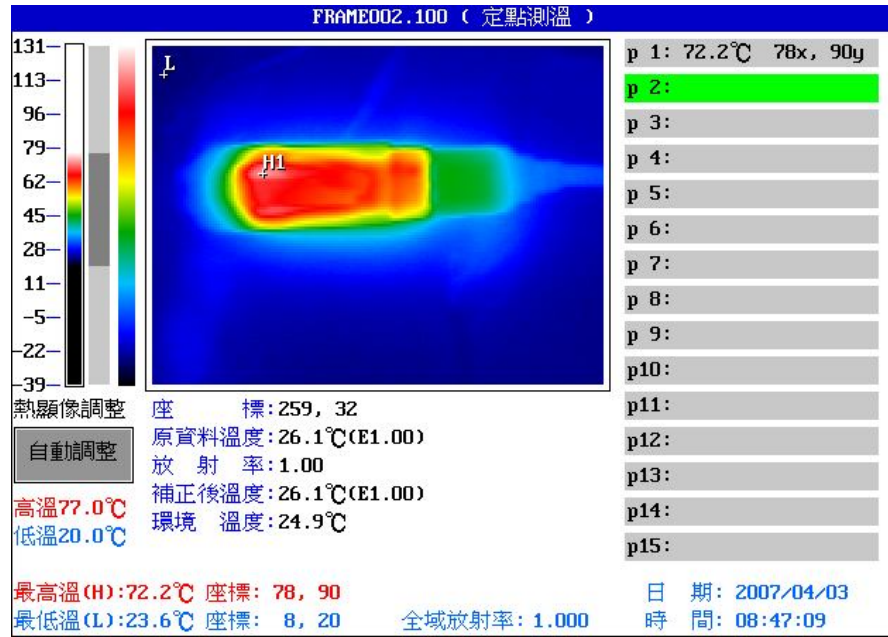 FRAME002.100 ( 定點測溫 )
131
113
96
79
62
45
28
11
-5
-22
-39
L
H1
p 1: 72.2℃ 78x, 90y
p 2:
p 3:
p 4:
p 5:
p 6:
p 7:
p 8:
p 9:
p10:
p11:
p12:
p13:
p14:
p15:
熱顯像調整
自動調整
高溫77.0℃
低溫20.0℃
座 標:259, 32
原資料溫度:26.1℃(E1.00)
放 射 率:1.00
補正後溫度:26.1℃(E1.00)
環境 溫度:24.9℃
最高溫(H):72.2℃ 座標: 78, 90
最低溫(L):23.6℃ 座標: 8, 20 全域放射率: 1.000
日 期: 2007/04/03
時 間: 08:47:09